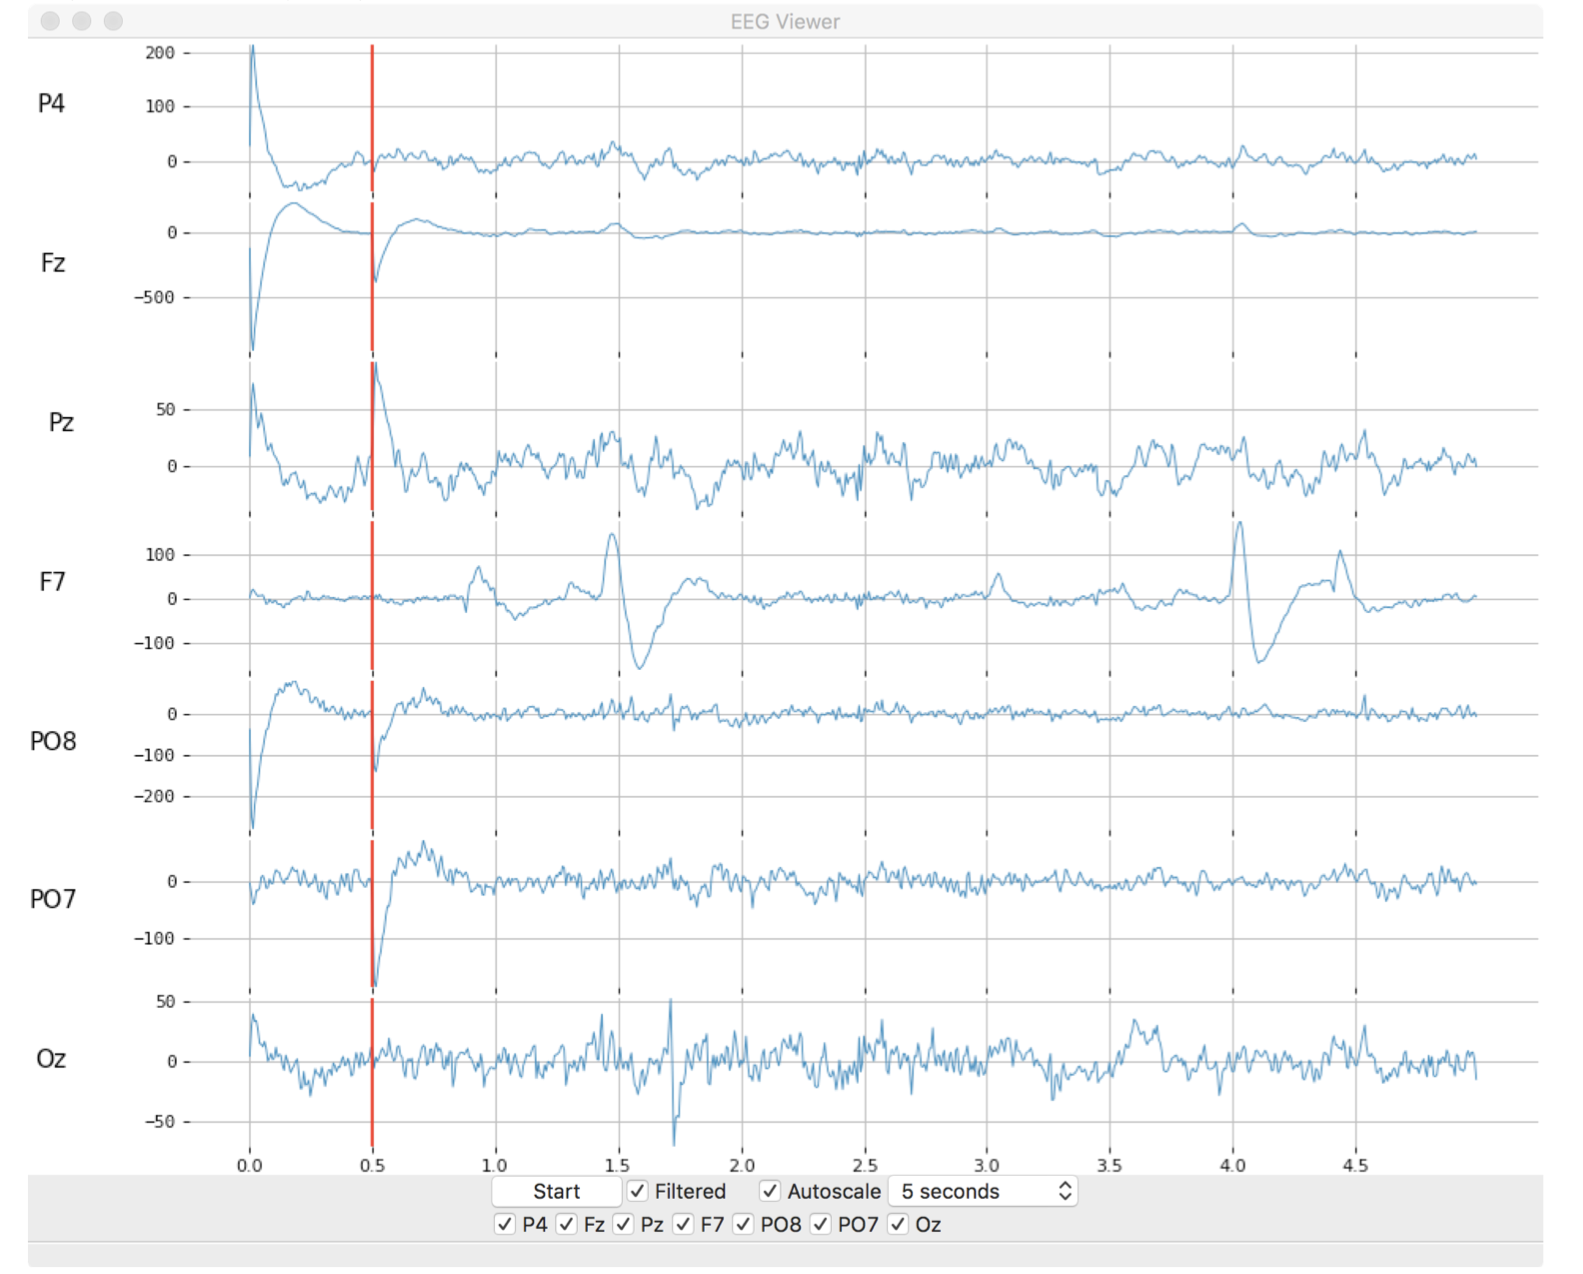 EEG Viewer
P4
200
100
0
Fz
0
−500
Pz
50
0
F7
100
0
−100
PO8
0
−100
−200
PO7
0
−100
Oz
50
0
−50
0.0 0.5 1.0 1.5 2.0 2.5 3.0 3.5 4.0 4.5
Start Filtered Autoscale 5 seconds
P4 Fz Pz F7 PO8 PO7 Oz